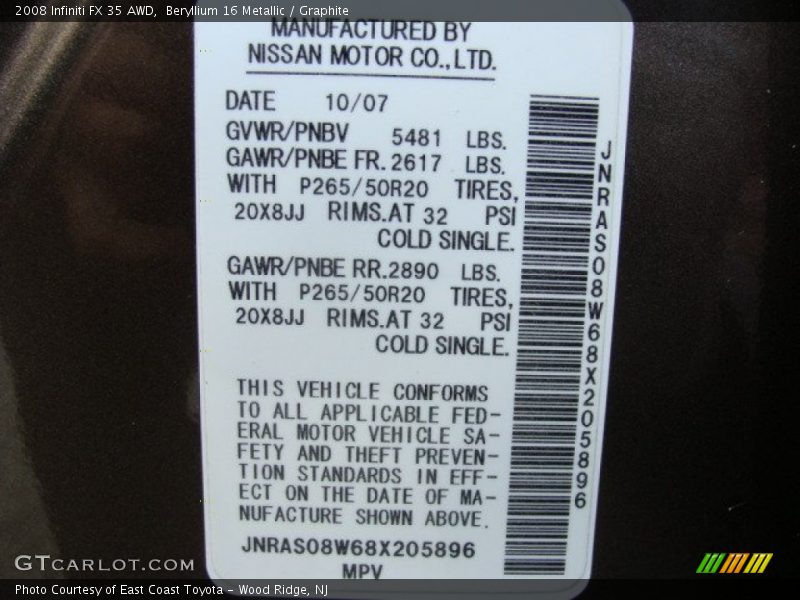 2008 Infiniti FX 35 AWD, Beryllium 16 Metallic / Graphite
MANUFACTURED BY
NISSAN MOTOR CO., LTD.
DATE 10/07
GVWR/PNBV 5481 LBS.
GAWR/PNBE FR. 2617 LBS.
WITH P265/50R20 TIRES,
20X8JJ RIMS. AT 32 PSI
COLD SINGLE.
GAWR/PNBE RR. 2890 LBS.
WITH P265/50R20 TIRES,
20X8JJ RIMS. AT 32 PSI
COLD SINGLE.
THIS VEHICLE CONFORMS
TO ALL APPLICABLE FED-
ERAL MOTOR VEHICLE SA-
FETY AND THEFT PREVEN-
TION STANDARDS IN EFF-
ECT ON THE DATE OF MA-
NUFACTURE SHOWN ABOVE.
JNRAS08W68X205896
MPV
JNRAS08W68X205896
GTCARLOT.COM
Photo Courtesy of East Coast Toyota – Wood Ridge, NJ